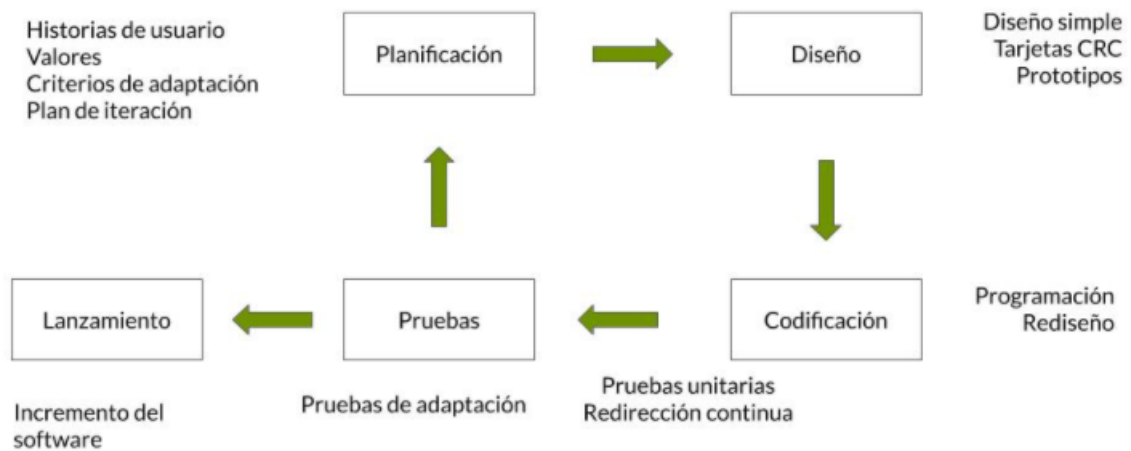 Historias de usuario
Valores
Criterios de adaptación
Plan de iteración
Planificación
Diseño
Diseño simple
Tarjetas CRC
Prototipos
Lanzamiento
Pruebas
Codificación
Programación
Rediseño
Incremento del
software
Pruebas de adaptación
Pruebas unitarias
Redirección continua